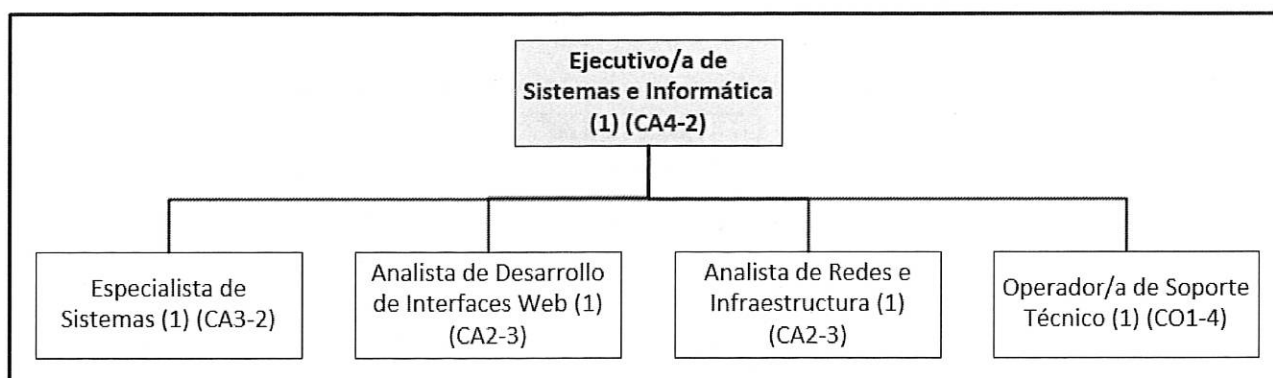 Ejecutivo/a de
Sistemas e Informática
(1) (CA4-2)
Especialista de
Sistemas (1) (CA3-2)
Analista de Desarrollo
de Interfaces Web (1)
(CA2-3)
Analista de Redes e
Infraestructura (1)
(CA2-3)
Operador/a de Soporte
Técnico (1) (CO1-4)